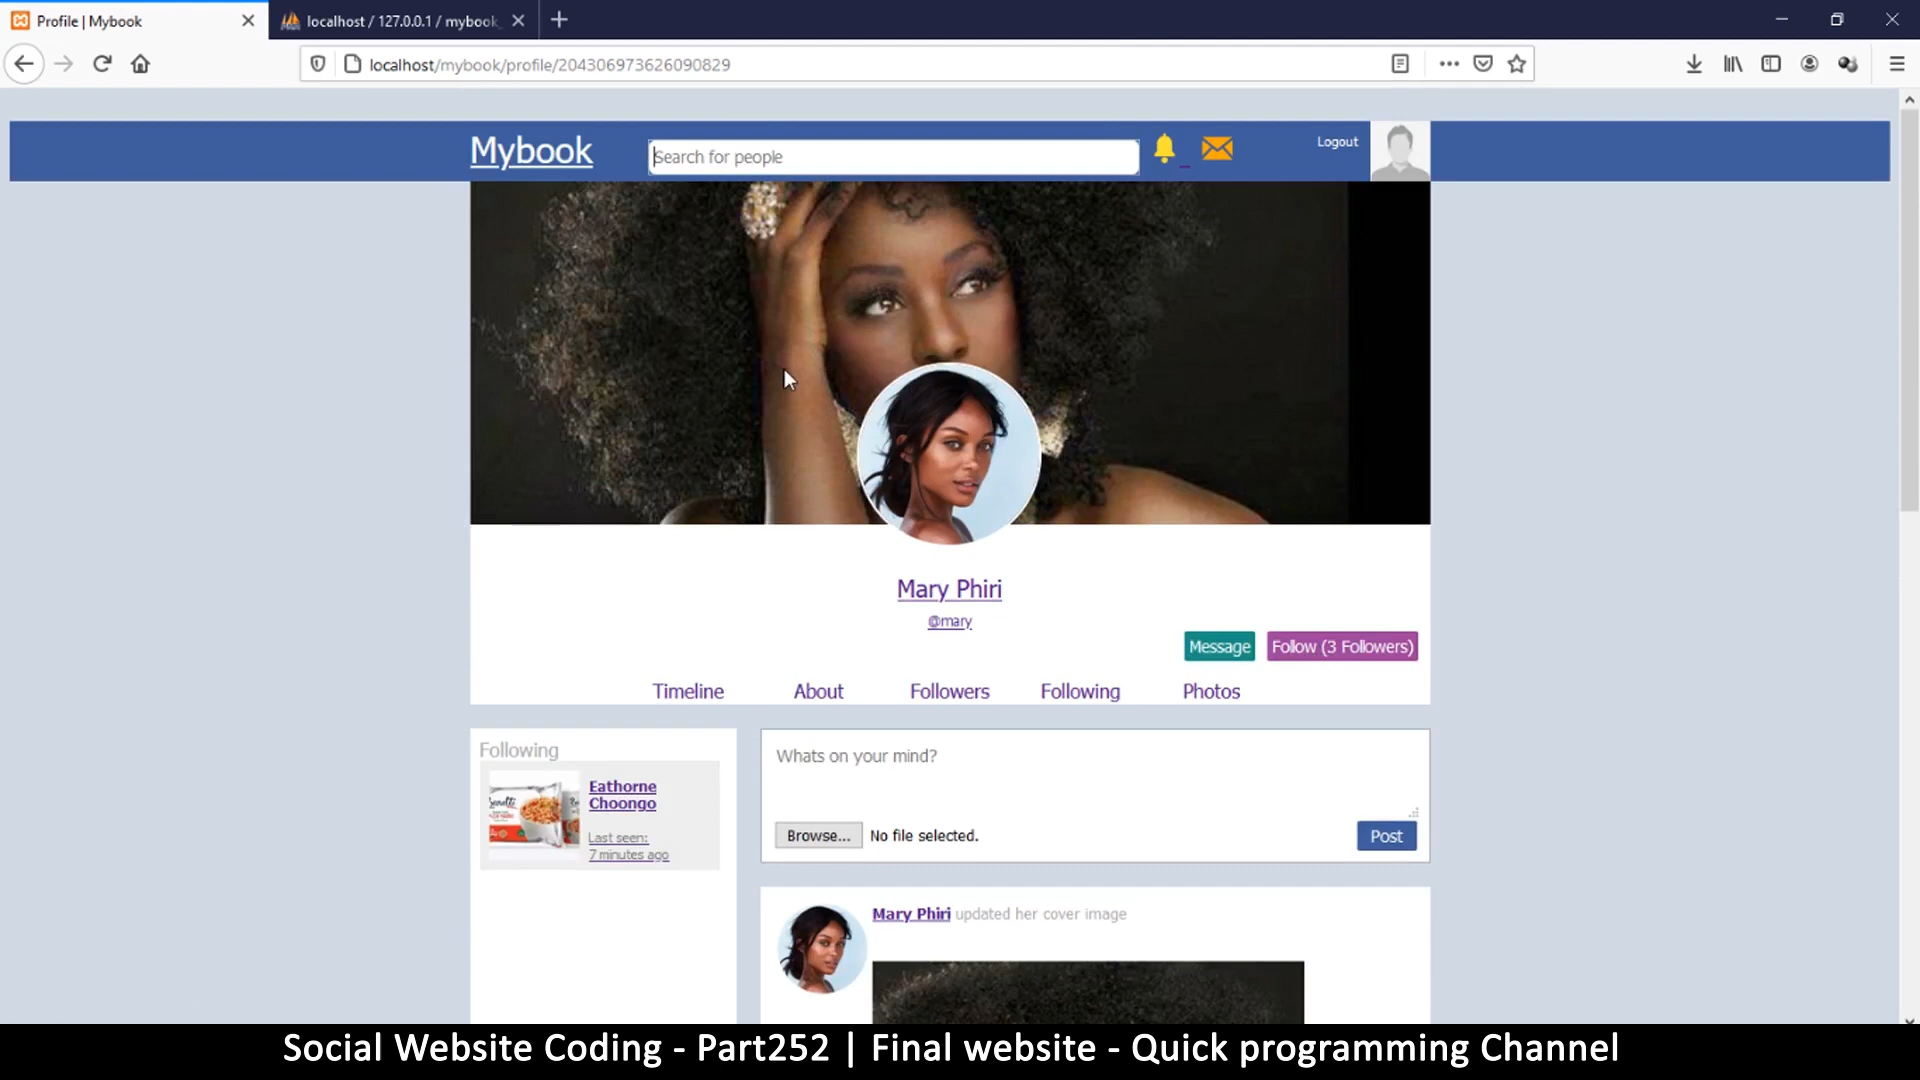 Profile | Mybook
localhost / 127.0.0.1 / mybook_
localhost/mybook/profile/204306973626090829
Mybook
Search for people
Logout
Mary Phiri
@mary
Message
Follow (3 Followers)
Timeline
About
Followers
Following
Photos
Following
Eathorne
Choongo
Last seen:
7 minutes ago
Whats on your mind?
Browse...
No file selected.
Post
Mary Phiri updated her cover image
Social Website Coding - Part252 | Final website - Quick programming Channel